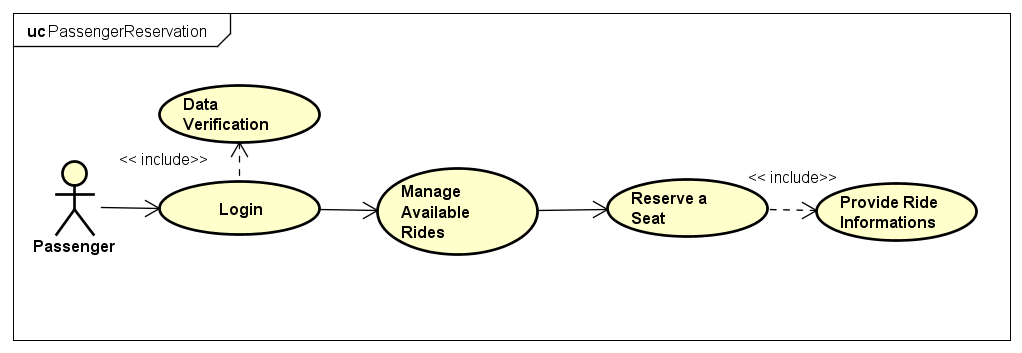 uc PassengerReservation
Data
Verification
<< include>>
<< include>>
Login
Manage
Available
Rides
Reserve a
Seat
Provide Ride
Informations
Passenger